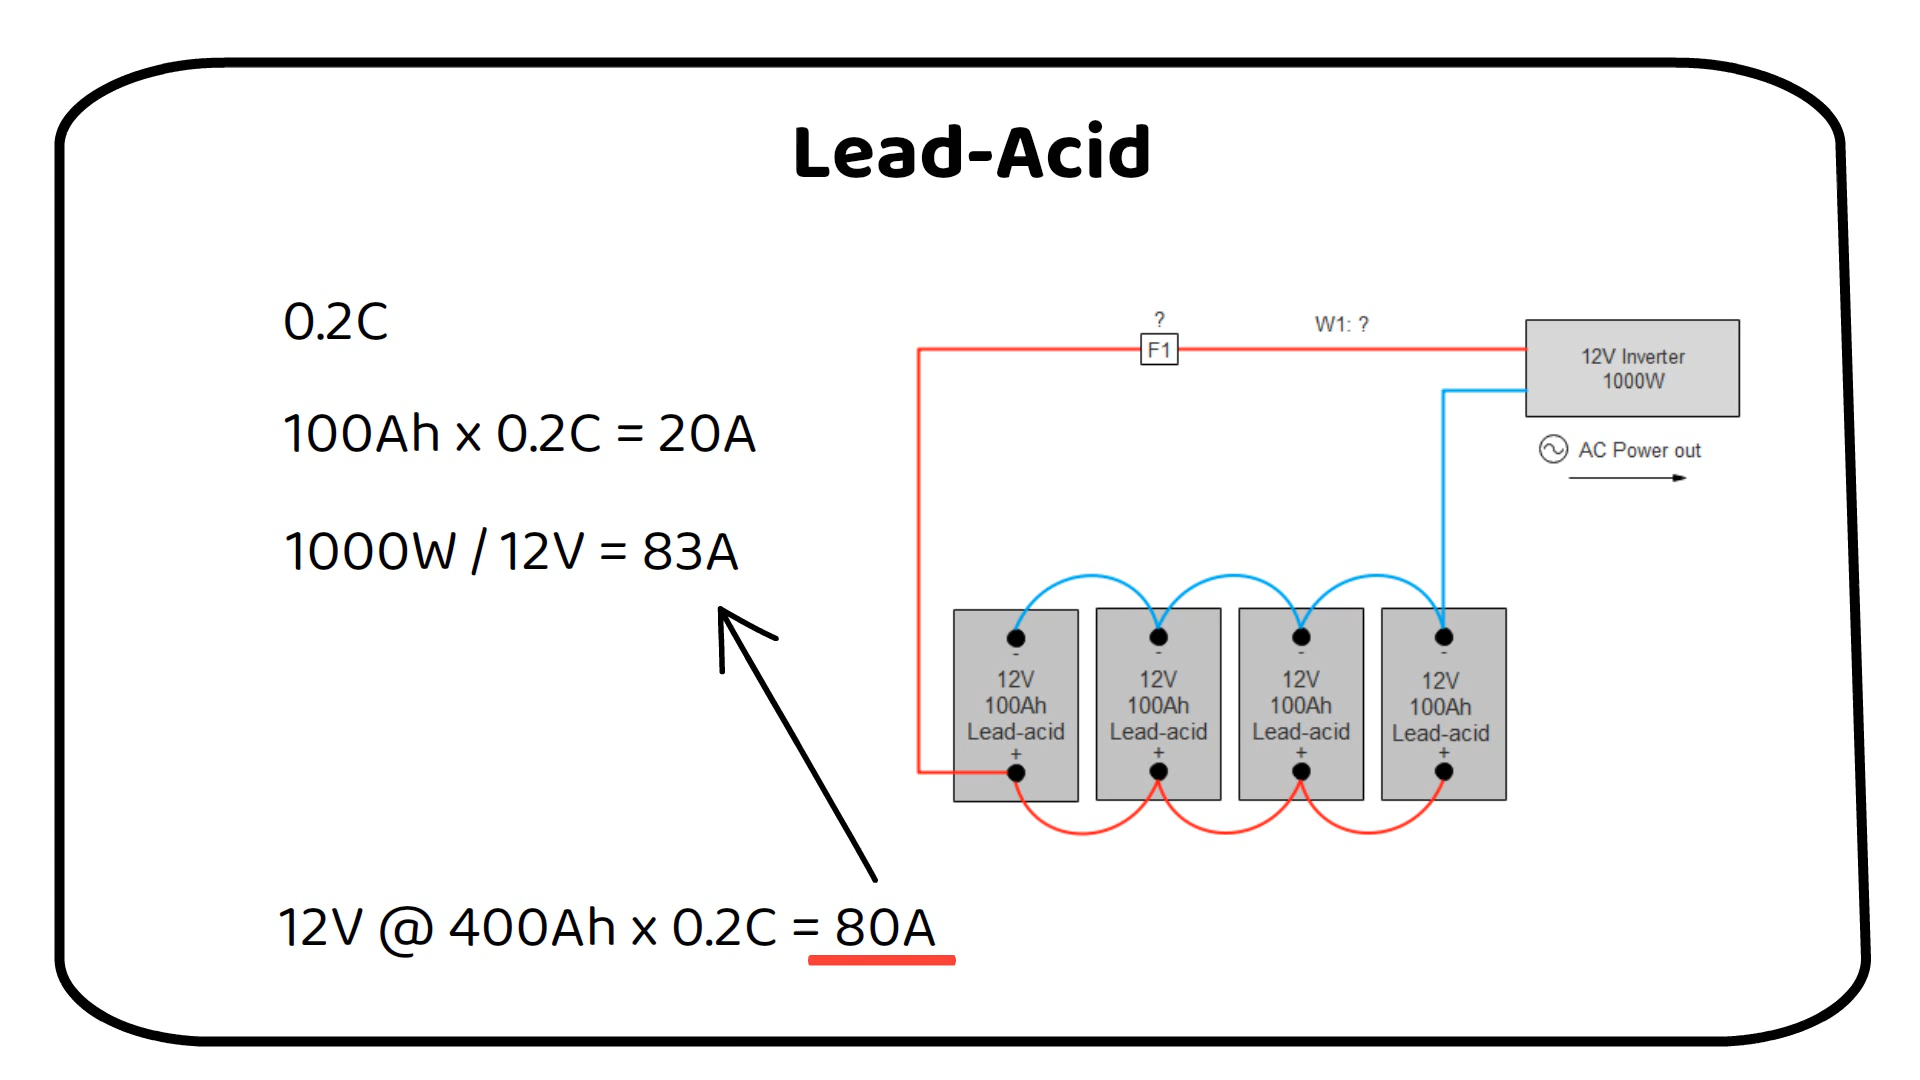 Lead-Acid
0.2C
100Ah x 0.2C = 20A
1000W / 12V = 83A
12V @ 400Ah x 0.2C = 80A
?
F1
W1: ?
12V Inverter
1000W
AC Power out
-
12V
100Ah
Lead-acid
+
-
12V
100Ah
Lead-acid
+
-
12V
100Ah
Lead-acid
+
-
12V
100Ah
Lead-acid
+